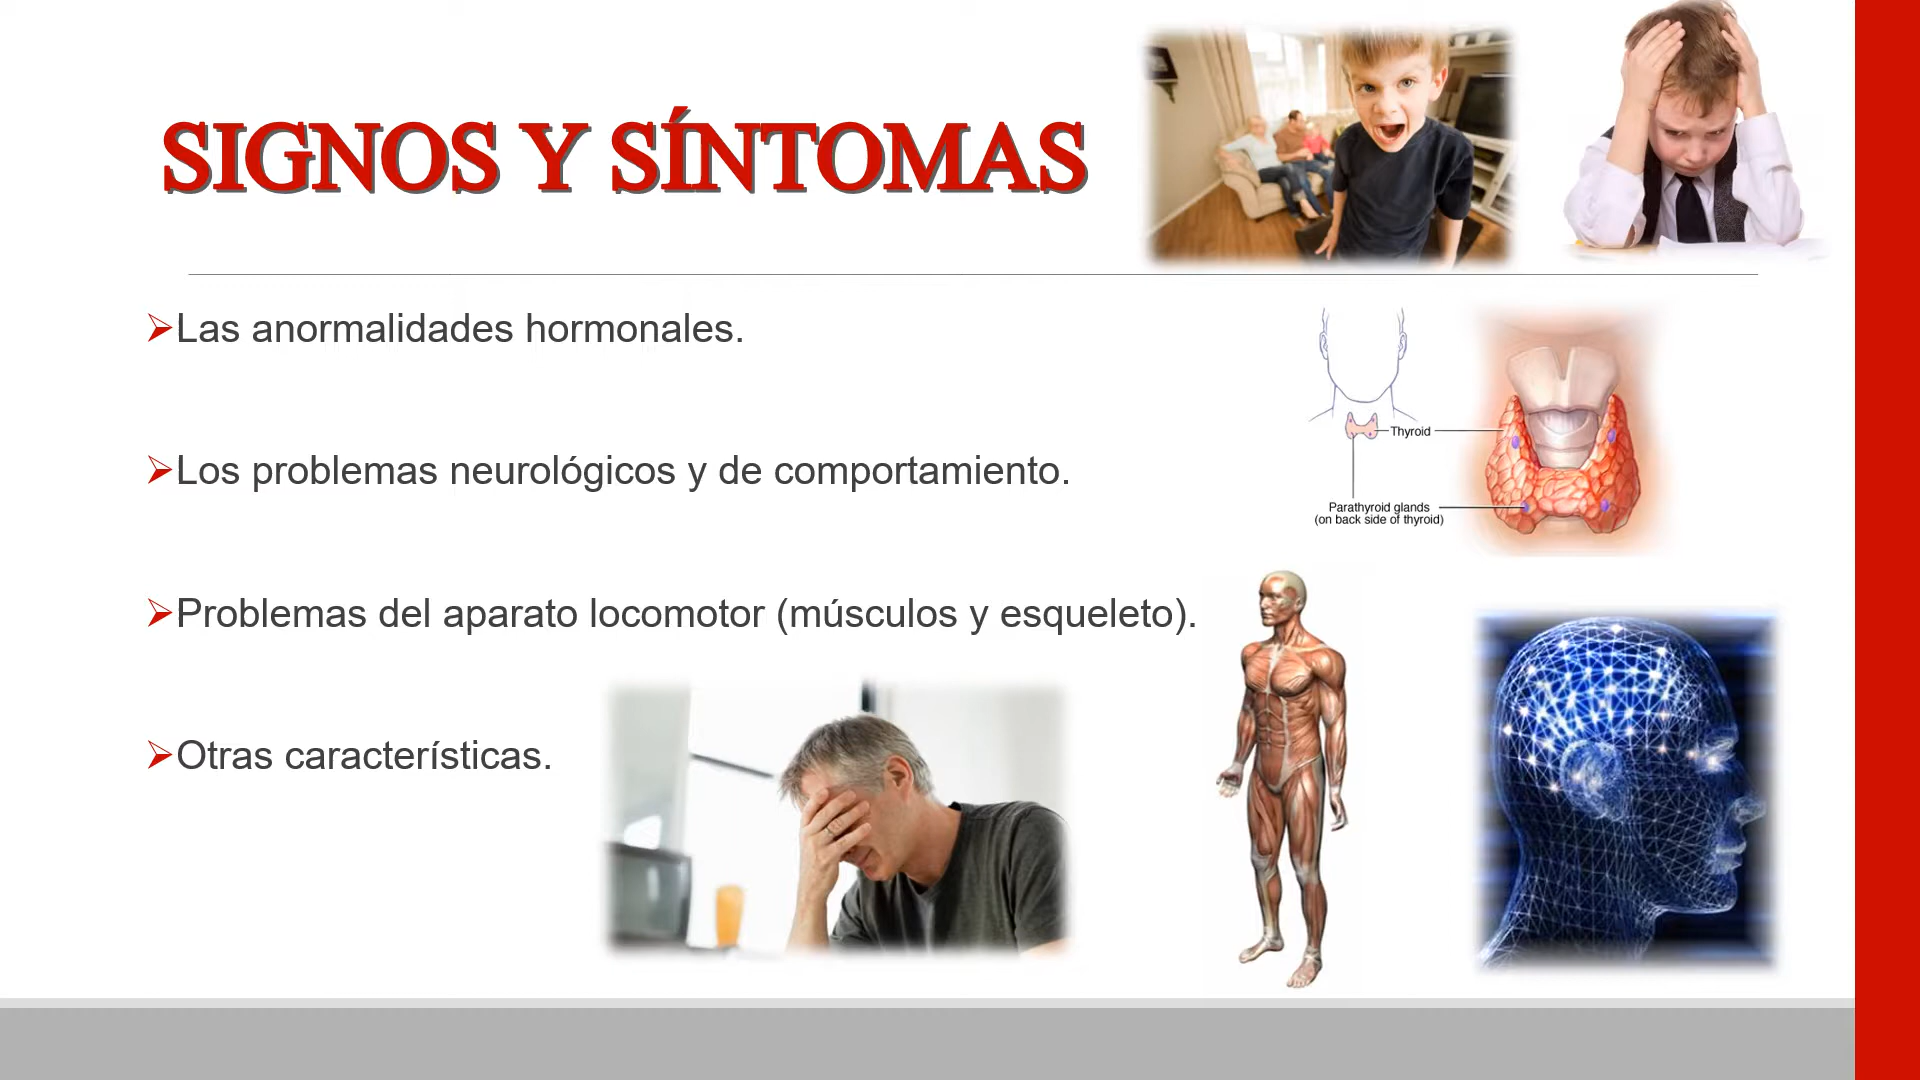 SIGNOS Y SÍNTOMAS
Las anormalidades hormonales.
Los problemas neurológicos y de comportamiento.
Problemas del aparato locomotor (músculos y esqueleto).
Otras características.
Thyroid
Parathyroid glands
(on back side of thyroid)